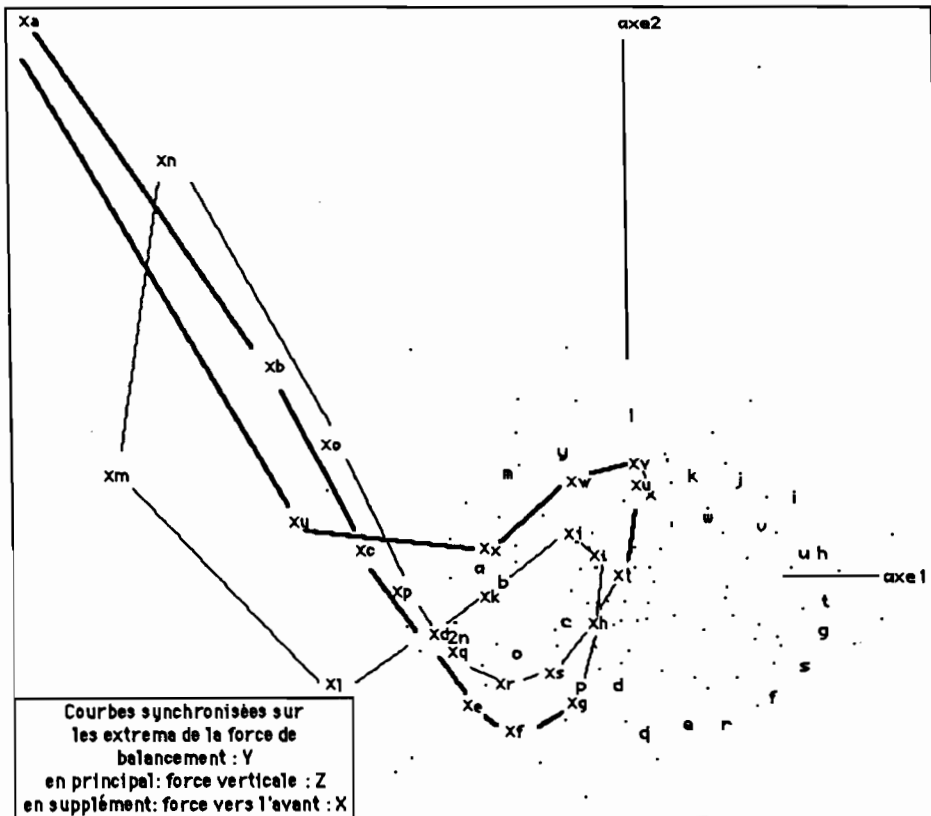 xa
axe2
xn
xb
l
xo
y
xv
m
xw
xu
k
j
x
i
xm
xy
w
v
xc
xx
xj
xi
u h
a
xt
axe1
b
xp
xk
t
xd
2n
c
xh
g
xq
o
xs
s
xl
xr
p
d
f
xe
xg
xf
q
e
r
Courbes synchronisées sur
les extrema de la force de
balancement : Y
en principal: force verticale : Z
en supplément: force vers l'avant : X